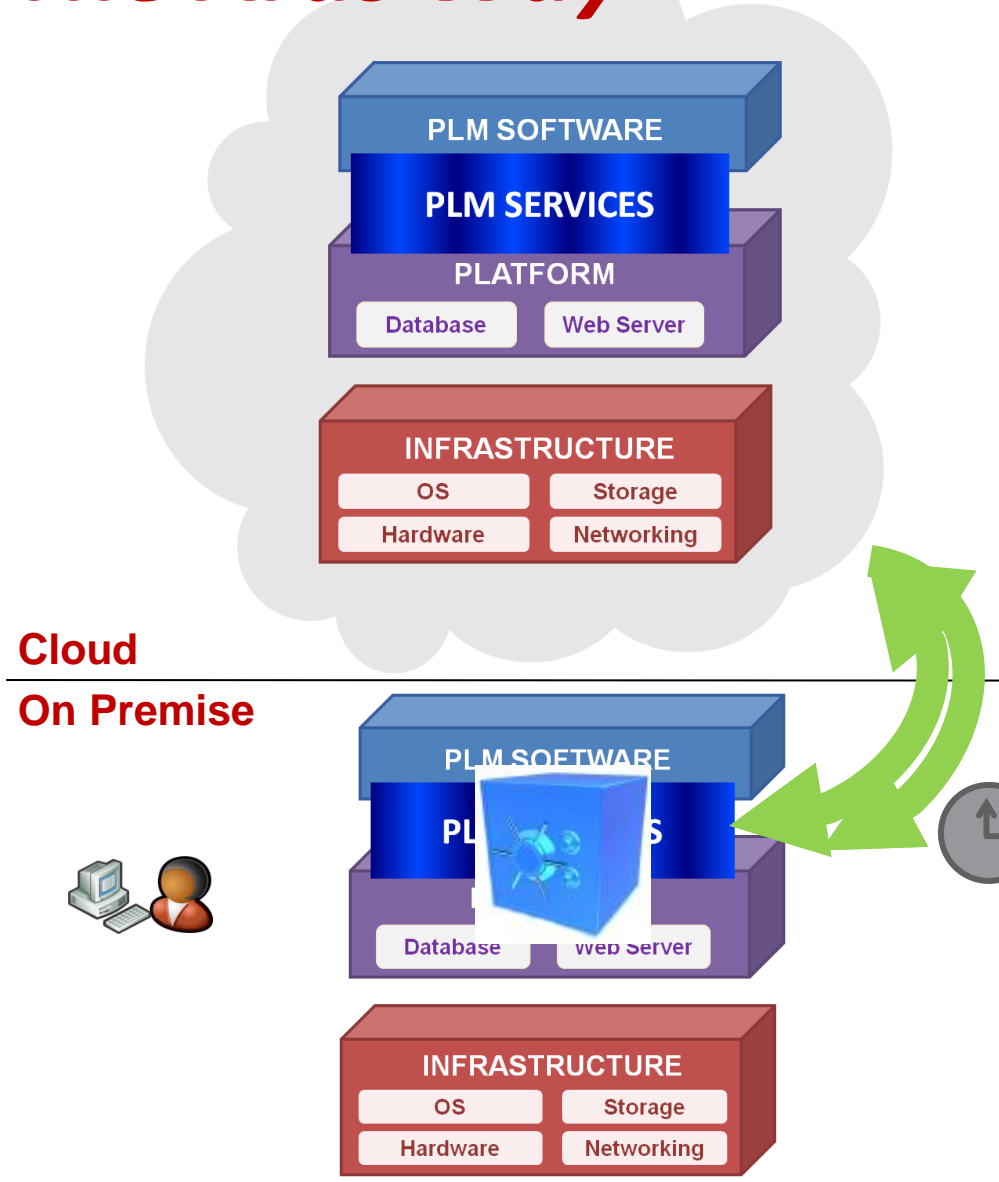 PLM SOFTWARE
PLM SERVICES
PLATFORM
Database Web Server
INFRASTRUCTURE
OS Storage
Hardware Networking
Cloud
On Premise
PLM SOFTWARE
Database Web Server
INFRASTRUCTURE
OS Storage
Hardware Networking